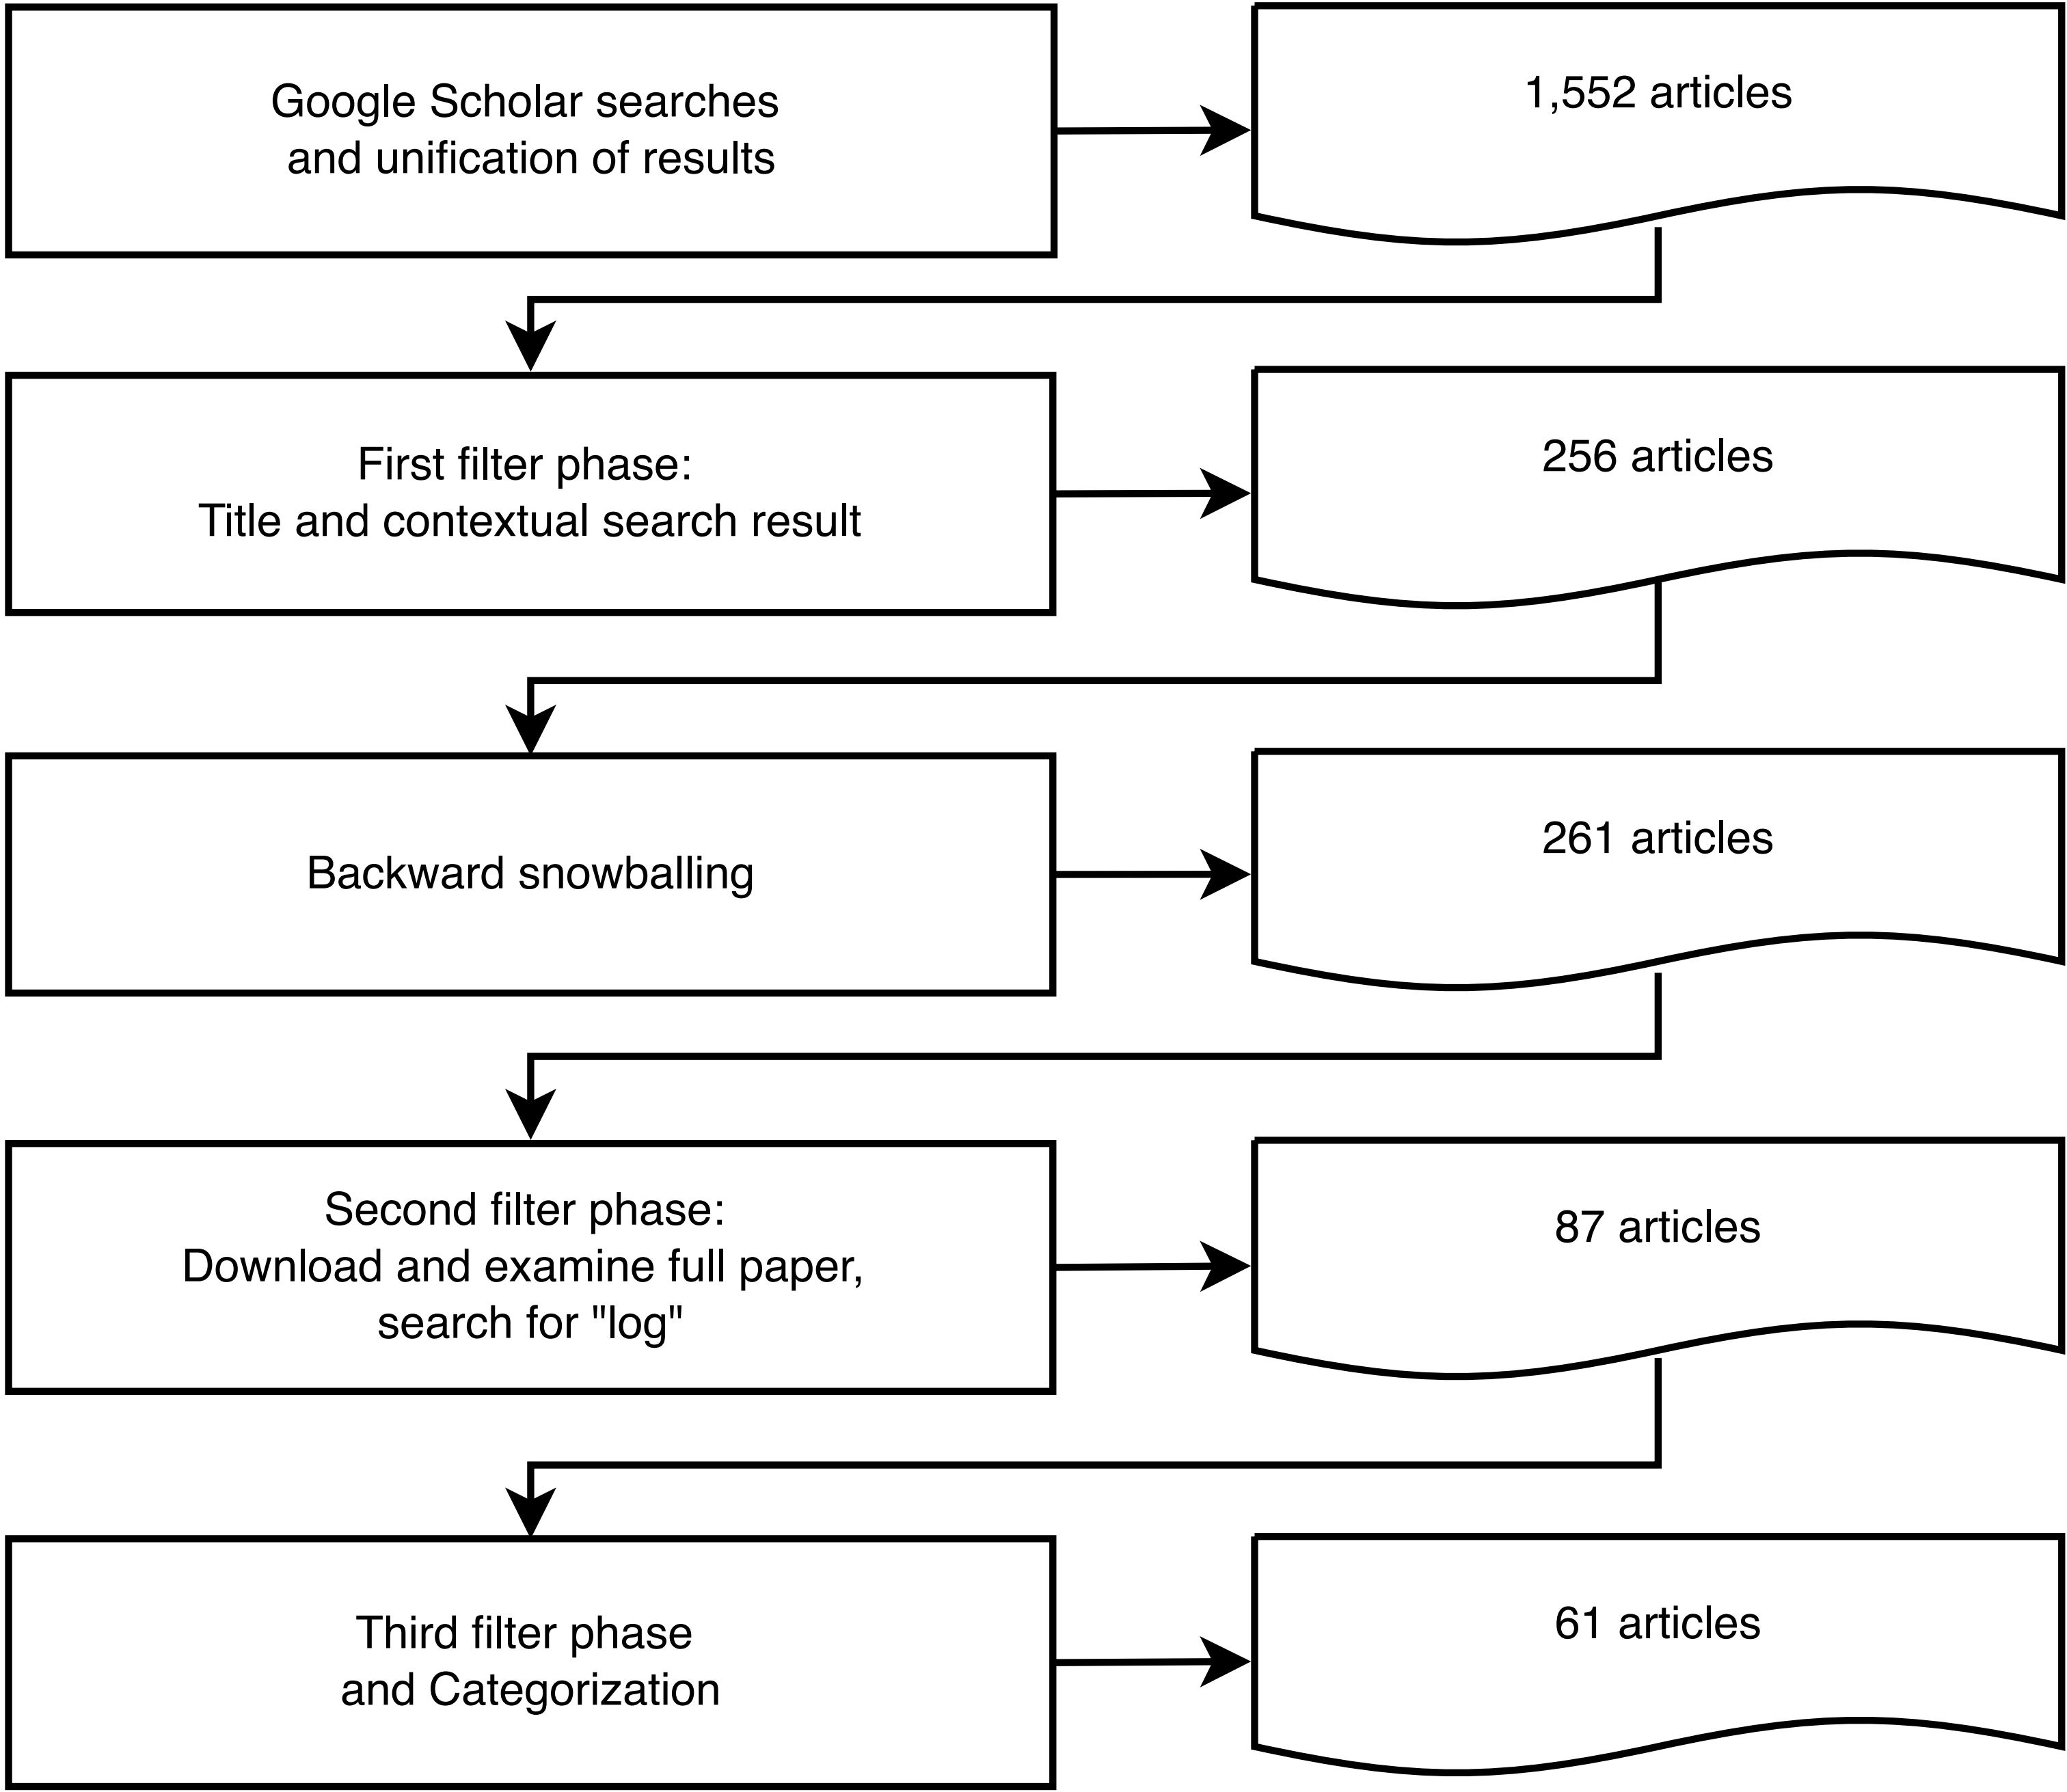 Google Scholar searches
and unification of results
1,552 articles
First filter phase:
Title and contextual search result
256 articles
Backward snowballing
261 articles
Second filter phase:
Download and examine full paper,
search for "log"
87 articles
Third filter phase
and Categorization
61 articles